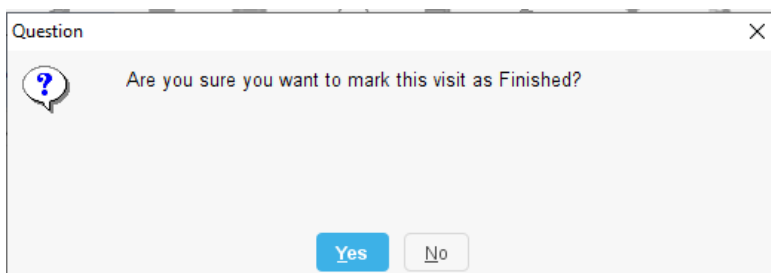 Question
Are you sure you want to mark this visit as Finished?
Yes
No